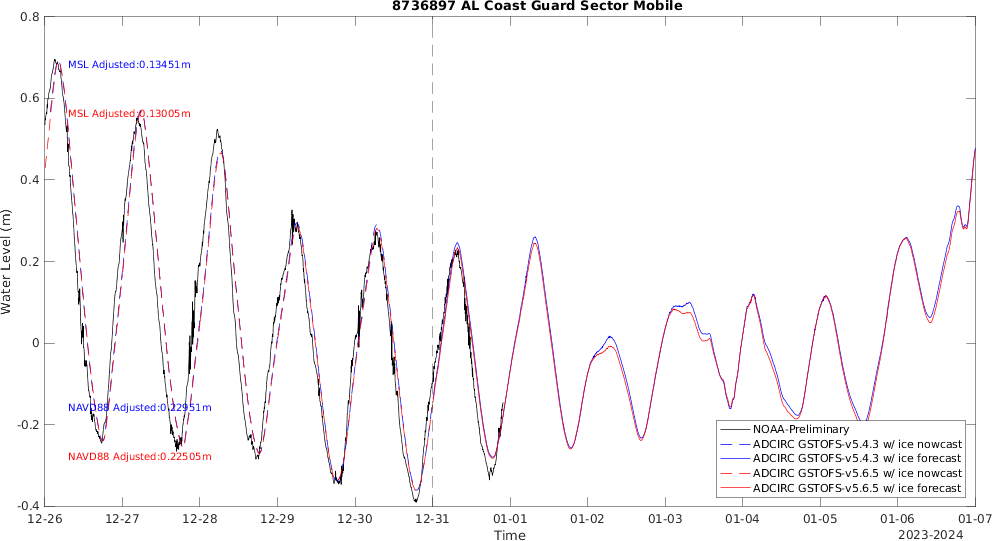 8736897 AL Coast Guard Sector Mobile
0.8
0.6
0.4
0.2
0
-0.2
-0.4
Water Level (m)
MSL Adjusted:0.13451m
MSL Adjusted:0.13005m
NAVD88 Adjusted:0.22951m
NAVD88 Adjusted:0.22505m
NOAA-Preliminary
ADCIRC GSTOFS-v5.4.3 w/ ice nowcast
ADCIRC GSTOFS-v5.4.3 w/ ice forecast
ADCIRC GSTOFS-v5.6.5 w/ ice nowcast
ADCIRC GSTOFS-v5.6.5 w/ ice forecast
12-26 12-27 12-28 12-29 12-30 12-31 01-01 01-02 01-03 01-04 01-05 01-06 01-07
Time
2023-2024